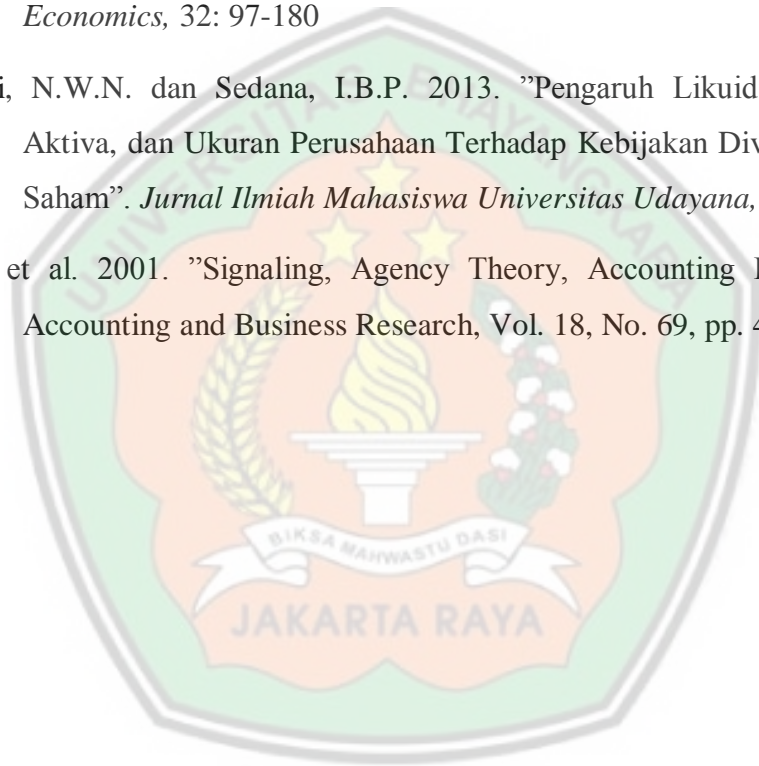 Economics, 32: 97-180
i, N.W.N. dan Sedana, I.B.P. 2013. ”Pengaruh Likuid
Aktiva, dan Ukuran Perusahaan Terhadap Kebijakan Div
Saham”. Jurnal Ilmiah Mahasiswa Universitas Udayana,
et al. 2001. ”Signaling, Agency Theory, Accounting
Accounting and Business Research, Vol. 18, No. 69, pp. 4
UNIVERSITAS BHAYANGKARA
BIKSA MAHWASTU DASI
JAKARTA RAYA